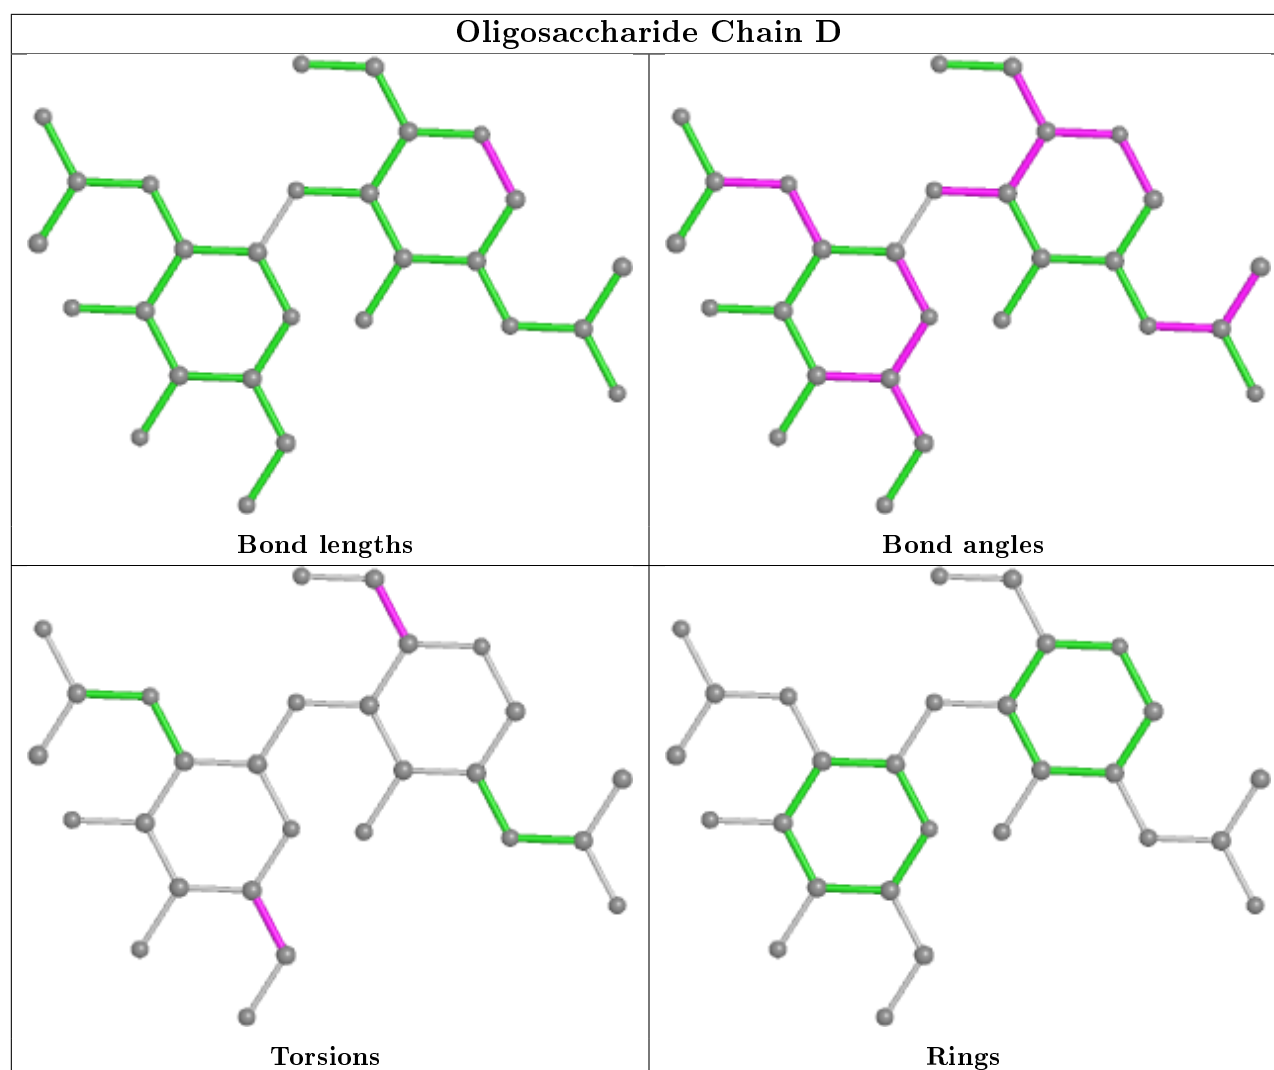 Oligosaccharide Chain D
Bond lengths
Bond angles
Torsions
Rings